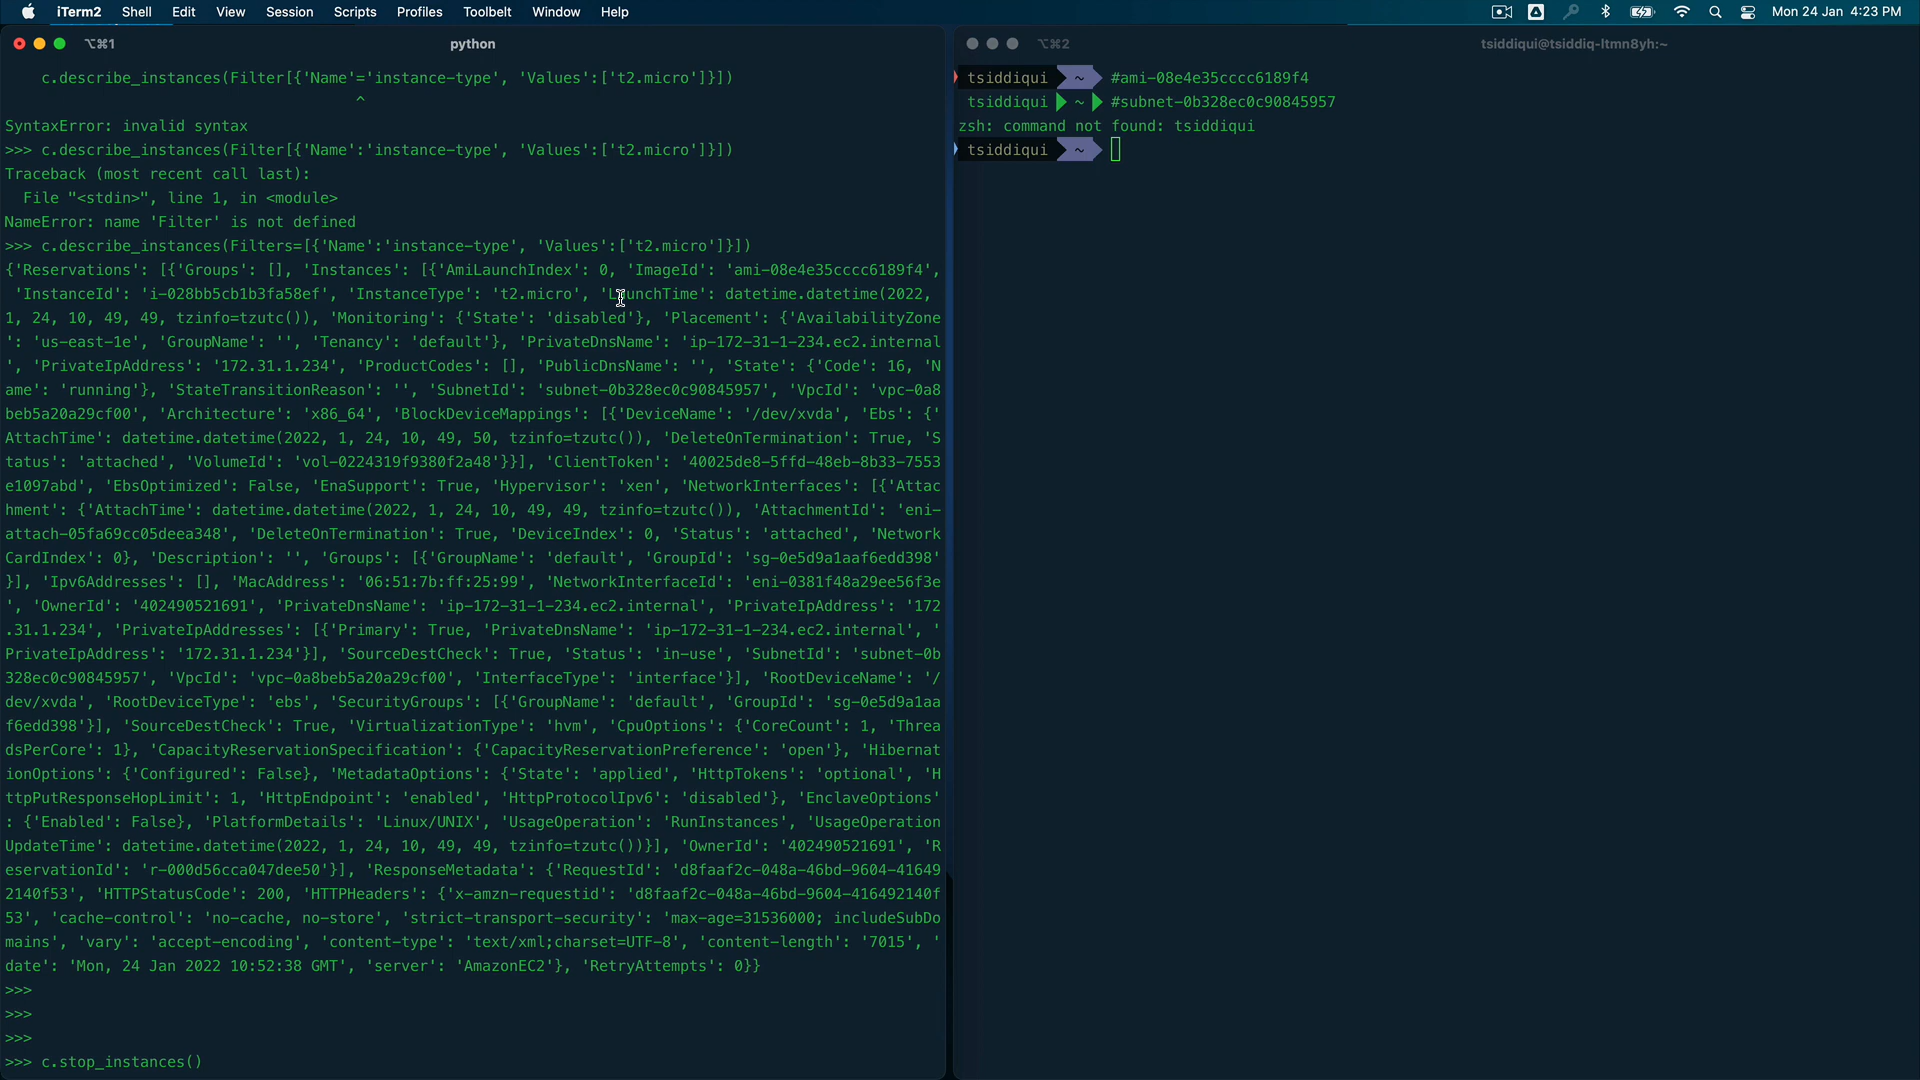 iTerm2 Shell Edit View Session Scripts Profiles Toolbelt Window Help Mon 24 Jan 4:23 PM
⌥⌘1 python
    c.describe_instances(Filter[{'Name'='instance-type', 'Values':['t2.micro']}])
                                       ^
SyntaxError: invalid syntax
>>> c.describe_instances(Filter[{'Name':'instance-type', 'Values':['t2.micro']}])
Traceback (most recent call last):
  File "<stdin>", line 1, in <module>
NameError: name 'Filter' is not defined
>>> c.describe_instances(Filters=[{'Name':'instance-type', 'Values':['t2.micro']}])
{'Reservations': [{'Groups': [], 'Instances': [{'AmiLaunchIndex': 0, 'ImageId': 'ami-08e4e35cccc6189f4',
 'InstanceId': 'i-028bb5cb1b3fa58ef', 'InstanceType': 't2.micro', 'LaunchTime': datetime.datetime(2022,
1, 24, 10, 49, 49, tzinfo=tzutc()), 'Monitoring': {'State': 'disabled'}, 'Placement': {'AvailabilityZone
': 'us-east-1e', 'GroupName': '', 'Tenancy': 'default'}, 'PrivateDnsName': 'ip-172-31-1-234.ec2.internal
', 'PrivateIpAddress': '172.31.1.234', 'ProductCodes': [], 'PublicDnsName': '', 'State': {'Code': 16, 'N
ame': 'running'}, 'StateTransitionReason': '', 'SubnetId': 'subnet-0b328ec0c90845957', 'VpcId': 'vpc-0a8
beb5a20a29cf00', 'Architecture': 'x86_64', 'BlockDeviceMappings': [{'DeviceName': '/dev/xvda', 'Ebs': {'
AttachTime': datetime.datetime(2022, 1, 24, 10, 49, 50, tzinfo=tzutc()), 'DeleteOnTermination': True, 'S
tatus': 'attached', 'VolumeId': 'vol-0224319f9380f2a48'}}], 'ClientToken': '40025de8-5ffd-48eb-8b33-7553
e1097abd', 'EbsOptimized': False, 'EnaSupport': True, 'Hypervisor': 'xen', 'NetworkInterfaces': [{'Attac
hment': {'AttachTime': datetime.datetime(2022, 1, 24, 10, 49, 49, tzinfo=tzutc()), 'AttachmentId': 'eni-
attach-05fa69cc05deea348', 'DeleteOnTermination': True, 'DeviceIndex': 0, 'Status': 'attached', 'Network
CardIndex': 0}, 'Description': '', 'Groups': [{'GroupName': 'default', 'GroupId': 'sg-0e5d9a1aaf6edd398'
}], 'Ipv6Addresses': [], 'MacAddress': '06:51:7b:ff:25:99', 'NetworkInterfaceId': 'eni-0381f48a29ee56f3e
', 'OwnerId': '402490521691', 'PrivateDnsName': 'ip-172-31-1-234.ec2.internal', 'PrivateIpAddress': '172
.31.1.234', 'PrivateIpAddresses': [{'Primary': True, 'PrivateDnsName': 'ip-172-31-1-234.ec2.internal', '
PrivateIpAddress': '172.31.1.234'}], 'SourceDestCheck': True, 'Status': 'in-use', 'SubnetId': 'subnet-0b
328ec0c90845957', 'VpcId': 'vpc-0a8beb5a20a29cf00', 'InterfaceType': 'interface'}], 'RootDeviceName': '/
dev/xvda', 'RootDeviceType': 'ebs', 'SecurityGroups': [{'GroupName': 'default', 'GroupId': 'sg-0e5d9a1aa
f6edd398'}], 'SourceDestCheck': True, 'VirtualizationType': 'hvm', 'CpuOptions': {'CoreCount': 1, 'Threa
dsPerCore': 1}, 'CapacityReservationSpecification': {'CapacityReservationPreference': 'open'}, 'Hibernat
ionOptions': {'Configured': False}, 'MetadataOptions': {'State': 'applied', 'HttpTokens': 'optional', 'H
ttpPutResponseHopLimit': 1, 'HttpEndpoint': 'enabled', 'HttpProtocolIpv6': 'disabled'}, 'EnclaveOptions'
: {'Enabled': False}, 'PlatformDetails': 'Linux/UNIX', 'UsageOperation': 'RunInstances', 'UsageOperation
UpdateTime': datetime.datetime(2022, 1, 24, 10, 49, 49, tzinfo=tzutc())}], 'OwnerId': '402490521691', 'R
eservationId': 'r-000d56cca047dee50'}], 'ResponseMetadata': {'RequestId': 'd8faaf2c-048a-46bd-9604-41649
2140f53', 'HTTPStatusCode': 200, 'HTTPHeaders': {'x-amzn-requestid': 'd8faaf2c-048a-46bd-9604-416492140f
53', 'cache-control': 'no-cache, no-store', 'strict-transport-security': 'max-age=31536000; includeSubDo
mains', 'vary': 'accept-encoding', 'content-type': 'text/xml;charset=UTF-8', 'content-length': '7015', '
date': 'Mon, 24 Jan 2022 10:52:38 GMT', 'server': 'AmazonEC2'}, 'RetryAttempts': 0}}
>>>
>>>
>>>
>>> c.stop_instances()
⌥⌘2 tsiddiqui@tsiddiq-ltmn8yh:~
tsiddiqui ~ #ami-08e4e35cccc6189f4
tsiddiqui ~ #subnet-0b328ec0c90845957
zsh: command not found: tsiddiqui
tsiddiqui ~